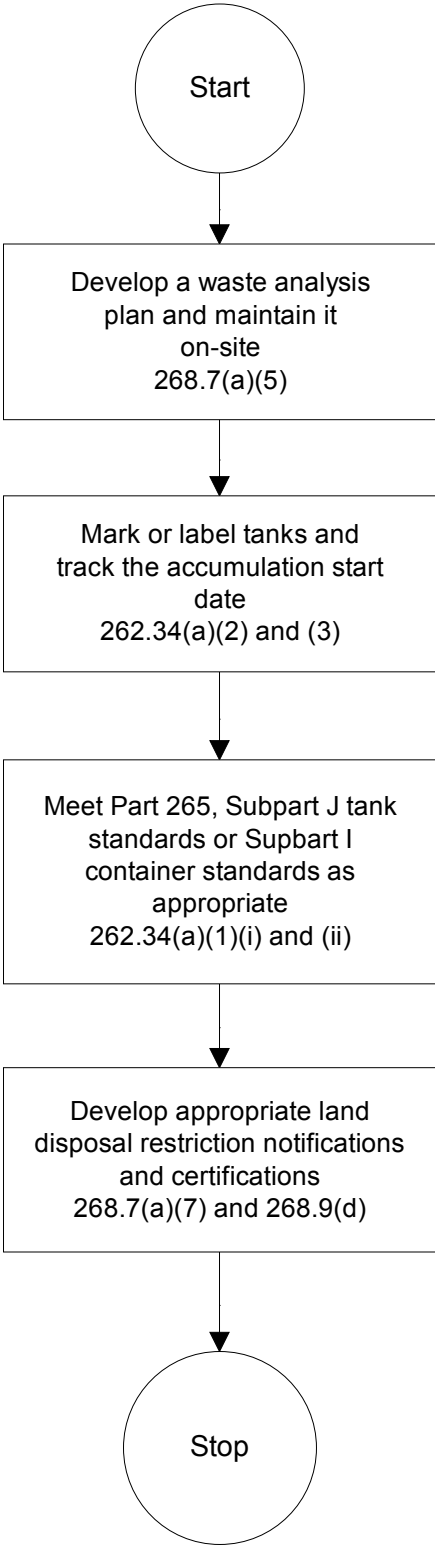 Start
Develop a waste analysis
plan and maintain it
on-site
268.7(a)(5)
Mark or label tanks and
track the accumulation start
date
262.34(a)(2) and (3)
Meet Part 265, Subpart J tank
standards or Supbart I
container standards as
appropriate
262.34(a)(1)(i) and (ii)
Develop appropriate land
disposal restriction notifications
and certifications
268.7(a)(7) and 268.9(d)
Stop